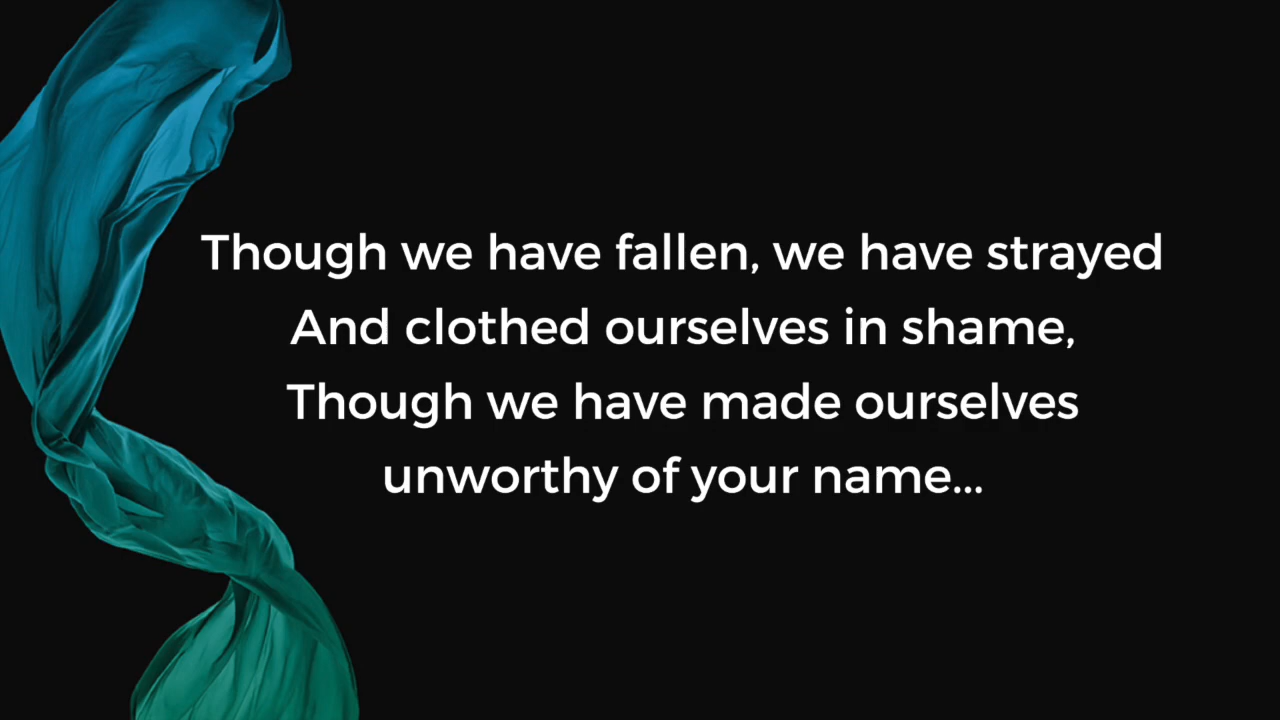 Though we have fallen, we have strayed
And clothed ourselves in shame,
Though we have made ourselves
unworthy of your name...